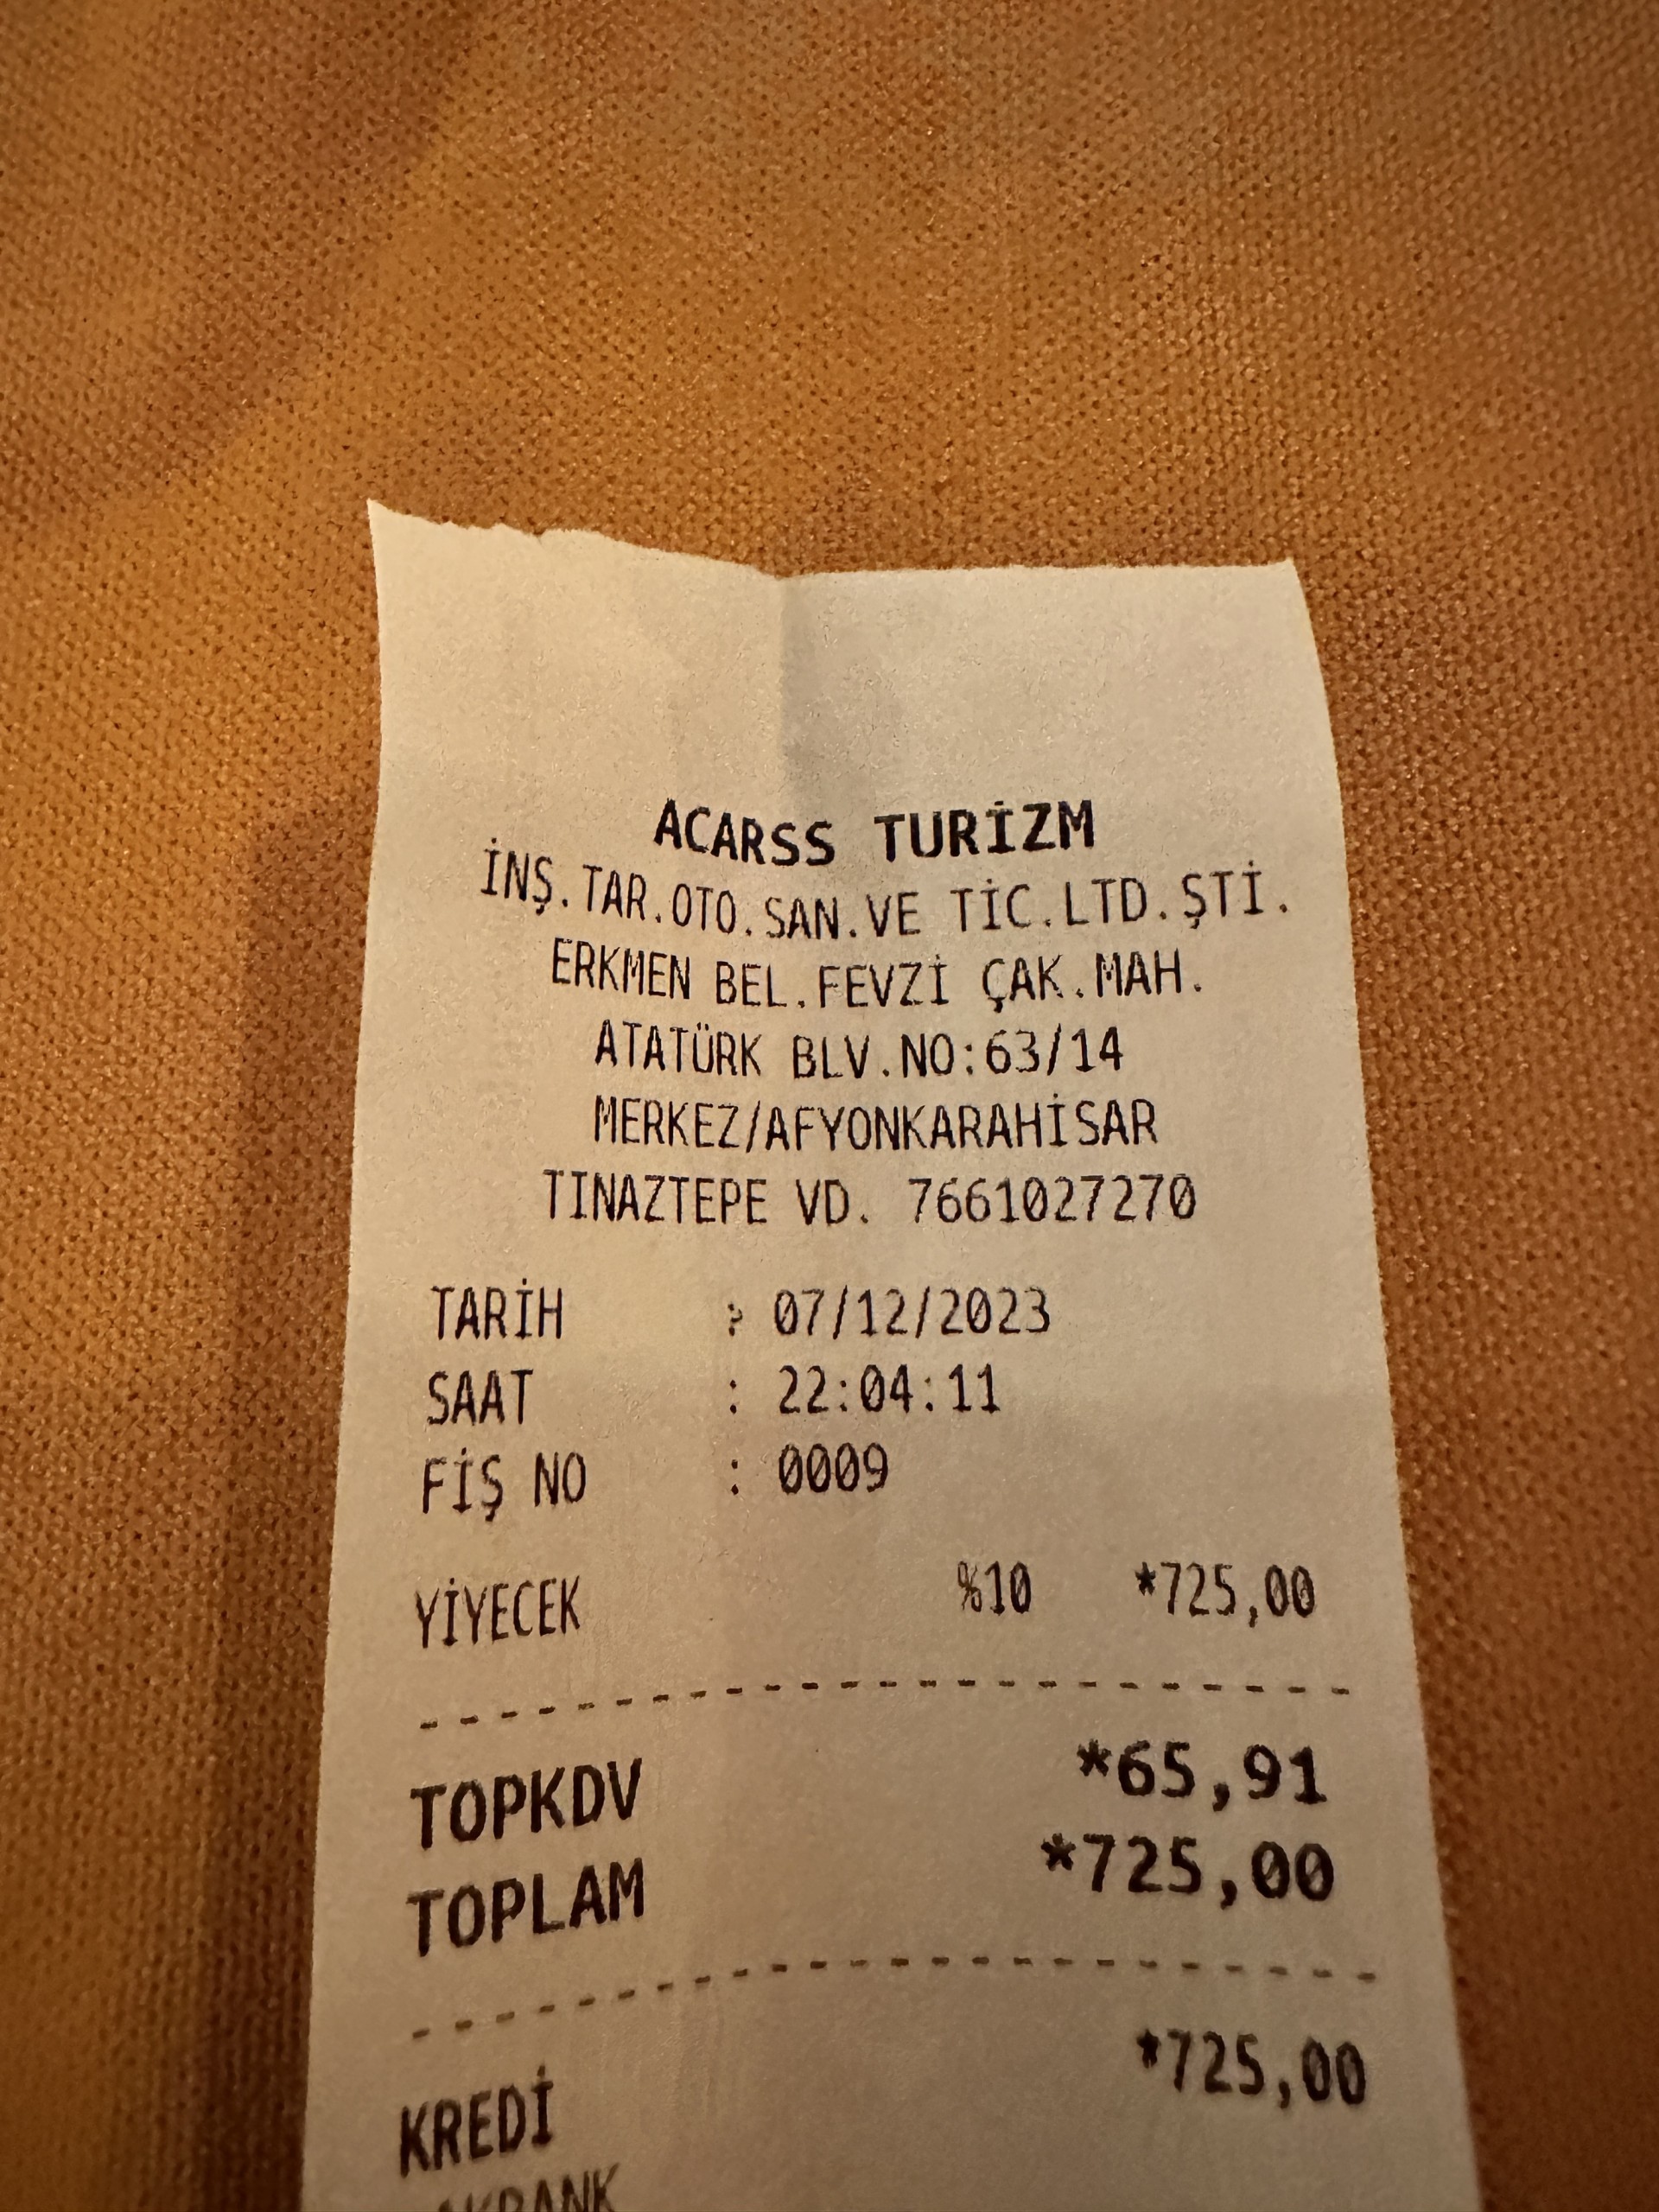 ACARSS TURİZM
İNŞ.TAR.OTO.SAN.VE TİC.LTD.ŞTİ.
ERKMEN BEL.FEVZİ ÇAK.MAH.
ATATÜRK BLV.NO:63/14
MERKEZ/AFYONKARAHİSAR
TINAZTEPE VD. 7661027270
TARİH : 07/12/2023
SAAT : 22:04:11
FİŞ NO : 0009
YİYECEK %10 *725,00
TOPKDV *65,91
TOPLAM *725,00
KREDİ *725,00
AKBANK